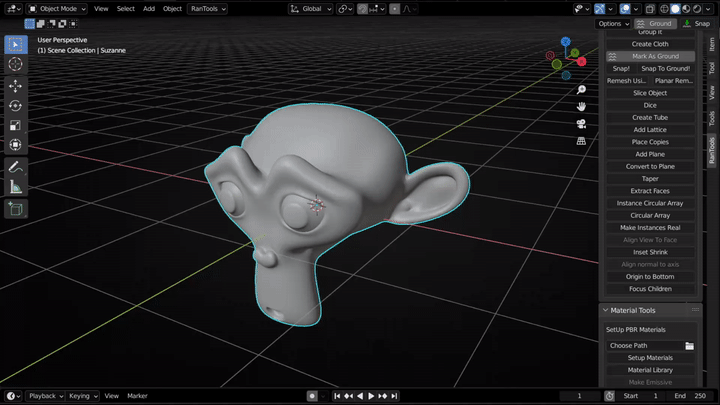 Object Mode View Select Add Object RanTools Global
Options Ground Snap
User Perspective
(1) Scene Collection | Suzanne
Group It
Create Cloth
Mark As Ground
Snap! Snap To Ground!
Remesh Usi... Planar Rem...
Slice Object
Dice
Create Tube
Add Lattice
Place Copies
Add Plane
Convert to Plane
Taper
Extract Faces
Instance Circular Array
Circular Array
Make Instances Real
Align View To Face
Inset Shrink
Align normal to axis
Origin to Bottom
Focus Children
Material Tools
SetUp PBR Materials
Choose Path
Setup Materials
Material Library
Make Emissive
Item
Tool
View
Tools
RanTools
Playback Keying View Marker 1 Start 1 End 250